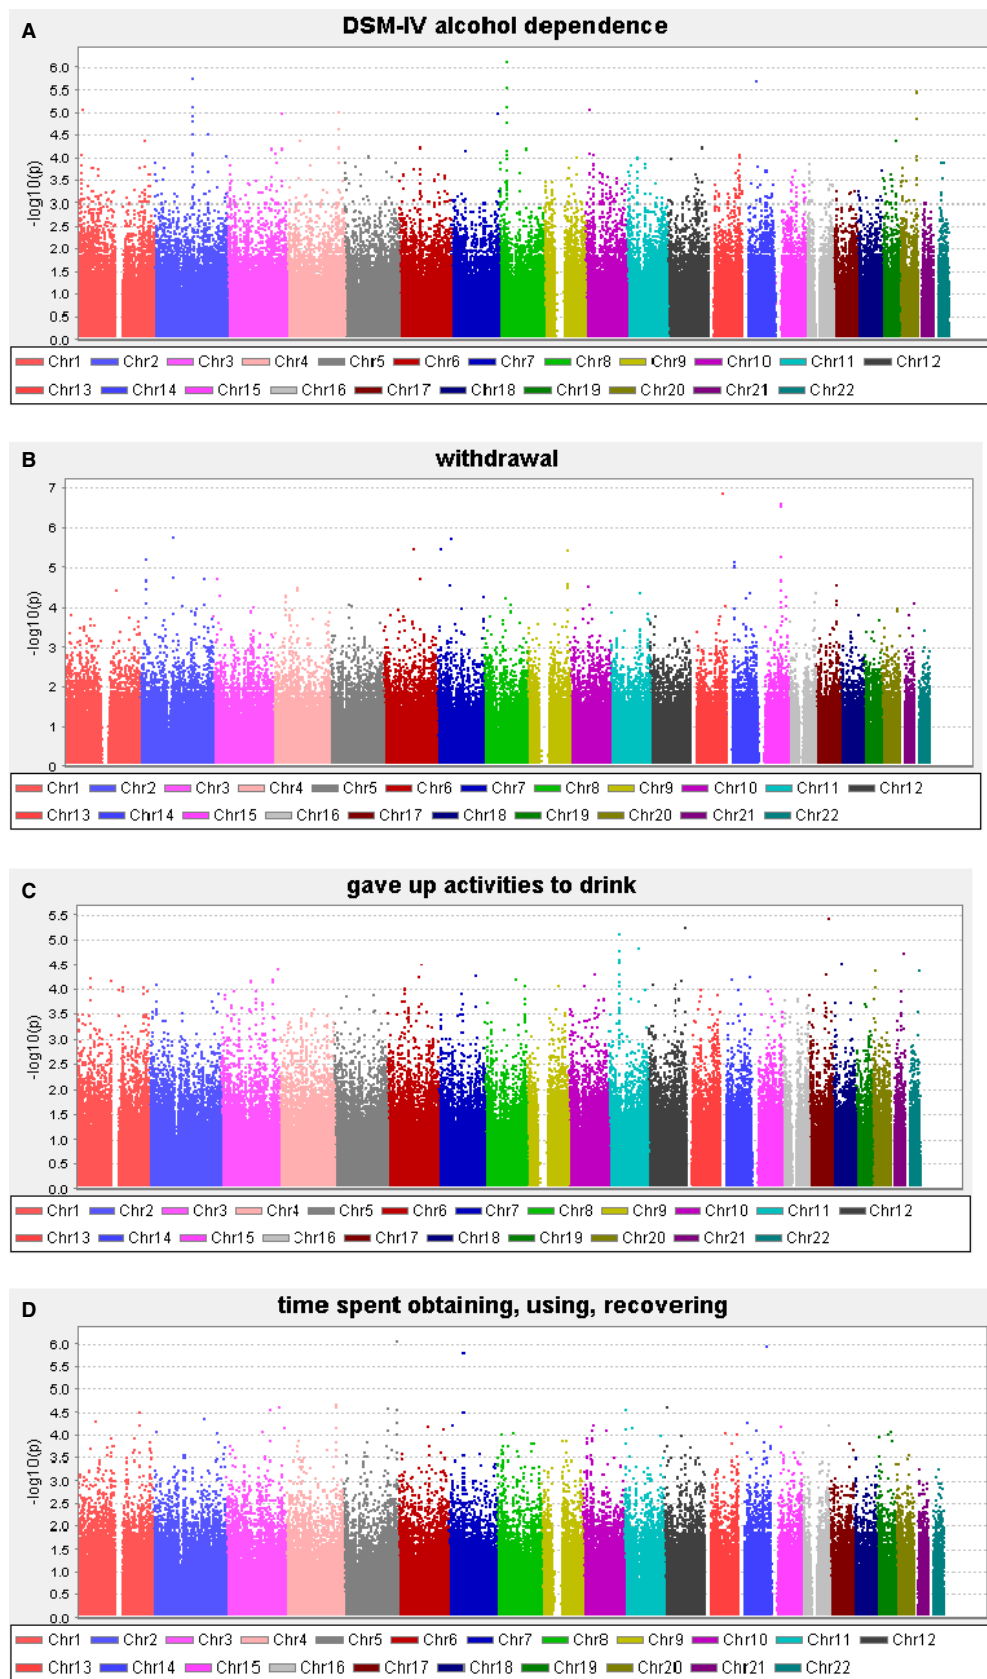 A
DSM-IV alcohol dependence
6.0
5.5
5.0
4.5
4.0
3.5
3.0
2.5
2.0
1.5
1.0
0.5
0.0
-log10(p)
Chr1 Chr2 Chr3 Chr4 Chr5 Chr6 Chr7 Chr8 Chr9 Chr10 Chr11 Chr12
Chr13 Chr14 Chr15 Chr16 Chr17 Chr18 Chr19 Chr20 Chr21 Chr22
B
withdrawal
7
6
5
4
3
2
1
0
-log10(p)
Chr1 Chr2 Chr3 Chr4 Chr5 Chr6 Chr7 Chr8 Chr9 Chr10 Chr11 Chr12
Chr13 Chr14 Chr15 Chr16 Chr17 Chr18 Chr19 Chr20 Chr21 Chr22
C
gave up activities to drink
5.5
5.0
4.5
4.0
3.5
3.0
2.5
2.0
1.5
1.0
0.5
0.0
-log10(p)
Chr1 Chr2 Chr3 Chr4 Chr5 Chr6 Chr7 Chr8 Chr9 Chr10 Chr11 Chr12
Chr13 Chr14 Chr15 Chr16 Chr17 Chr18 Chr19 Chr20 Chr21 Chr22
D
time spent obtaining, using, recovering
6.0
5.5
5.0
4.5
4.0
3.5
3.0
2.5
2.0
1.5
1.0
0.5
0.0
-log10(p)
Chr1 Chr2 Chr3 Chr4 Chr5 Chr6 Chr7 Chr8 Chr9 Chr10 Chr11 Chr12
Chr13 Chr14 Chr15 Chr16 Chr17 Chr18 Chr19 Chr20 Chr21 Chr22